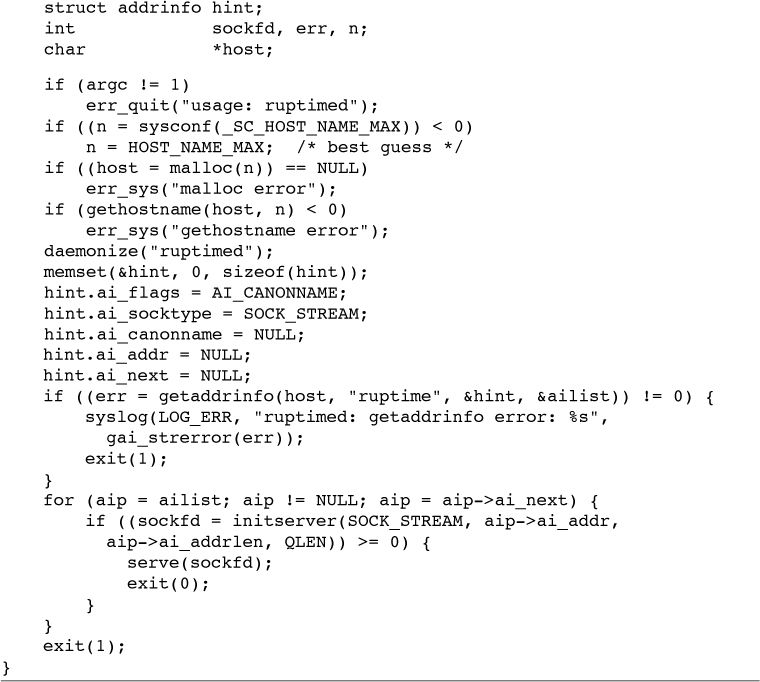 struct addrinfo hint;
int             sockfd, err, n;
char            *host;
if (argc != 1)
    err_quit("usage: ruptimed");
if ((n = sysconf(_SC_HOST_NAME_MAX)) < 0)
    n = HOST_NAME_MAX;  /* best guess */
if ((host = malloc(n)) == NULL)
    err_sys("malloc error");
if (gethostname(host, n) < 0)
    err_sys("gethostname error");
daemonize("ruptimed");
memset(&hint, 0, sizeof(hint));
hint.ai_flags = AI_CANONNAME;
hint.ai_socktype = SOCK_STREAM;
hint.ai_canonname = NULL;
hint.ai_addr = NULL;
hint.ai_next = NULL;
if ((err = getaddrinfo(host, "ruptime", &hint, &ailist)) != 0) {
    syslog(LOG_ERR, "ruptimed: getaddrinfo error: %s",
      gai_strerror(err));
    exit(1);
}
for (aip = ailist; aip != NULL; aip = aip->ai_next) {
    if ((sockfd = initserver(SOCK_STREAM, aip->ai_addr,
      aip->ai_addrlen, QLEN)) >= 0) {
        serve(sockfd);
        exit(0);
    }
}
exit(1);
}